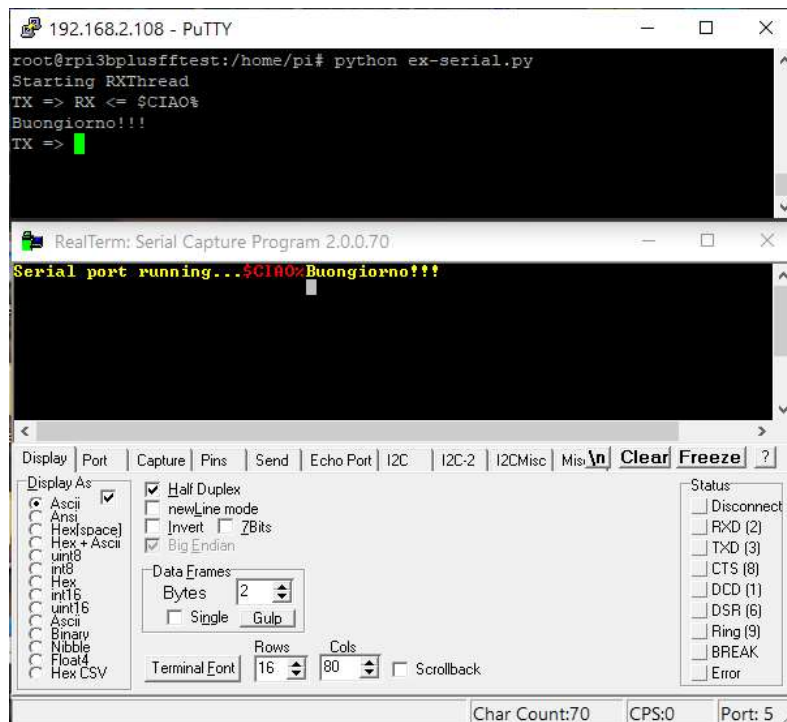 192.168.2.108 - PuTTY
root@rpi3bplusfftest:/home/pi# python ex-serial.py
Starting RXThread
TX => RX <= $CIAO%
Buongiorno!!!
TX =>
RealTerm: Serial Capture Program 2.0.0.70
Serial port running...$CIAO%Buongiorno!!!
Display Port Capture Pins Send Echo Port I2C I2C-2 I2CMisc Misc \n Clear Freeze ?
Display As
Ascii
Ansi
Hex[space]
Hex + Ascii
uint8
int8
Hex
int16
uint16
Ascii
Binary
Nibble
Float4
Hex CSV
Half Duplex
newLine mode
Invert 7Bits
Big Endian
Data Frames
Bytes 2
Single Gulp
Rows Cols
Terminal Font 16 80 Scrollback
Status
Disconnect
RXD (2)
TXD (3)
CTS (8)
DCD (1)
DSR (6)
Ring (9)
BREAK
Error
Char Count:70 CPS:0 Port: 5